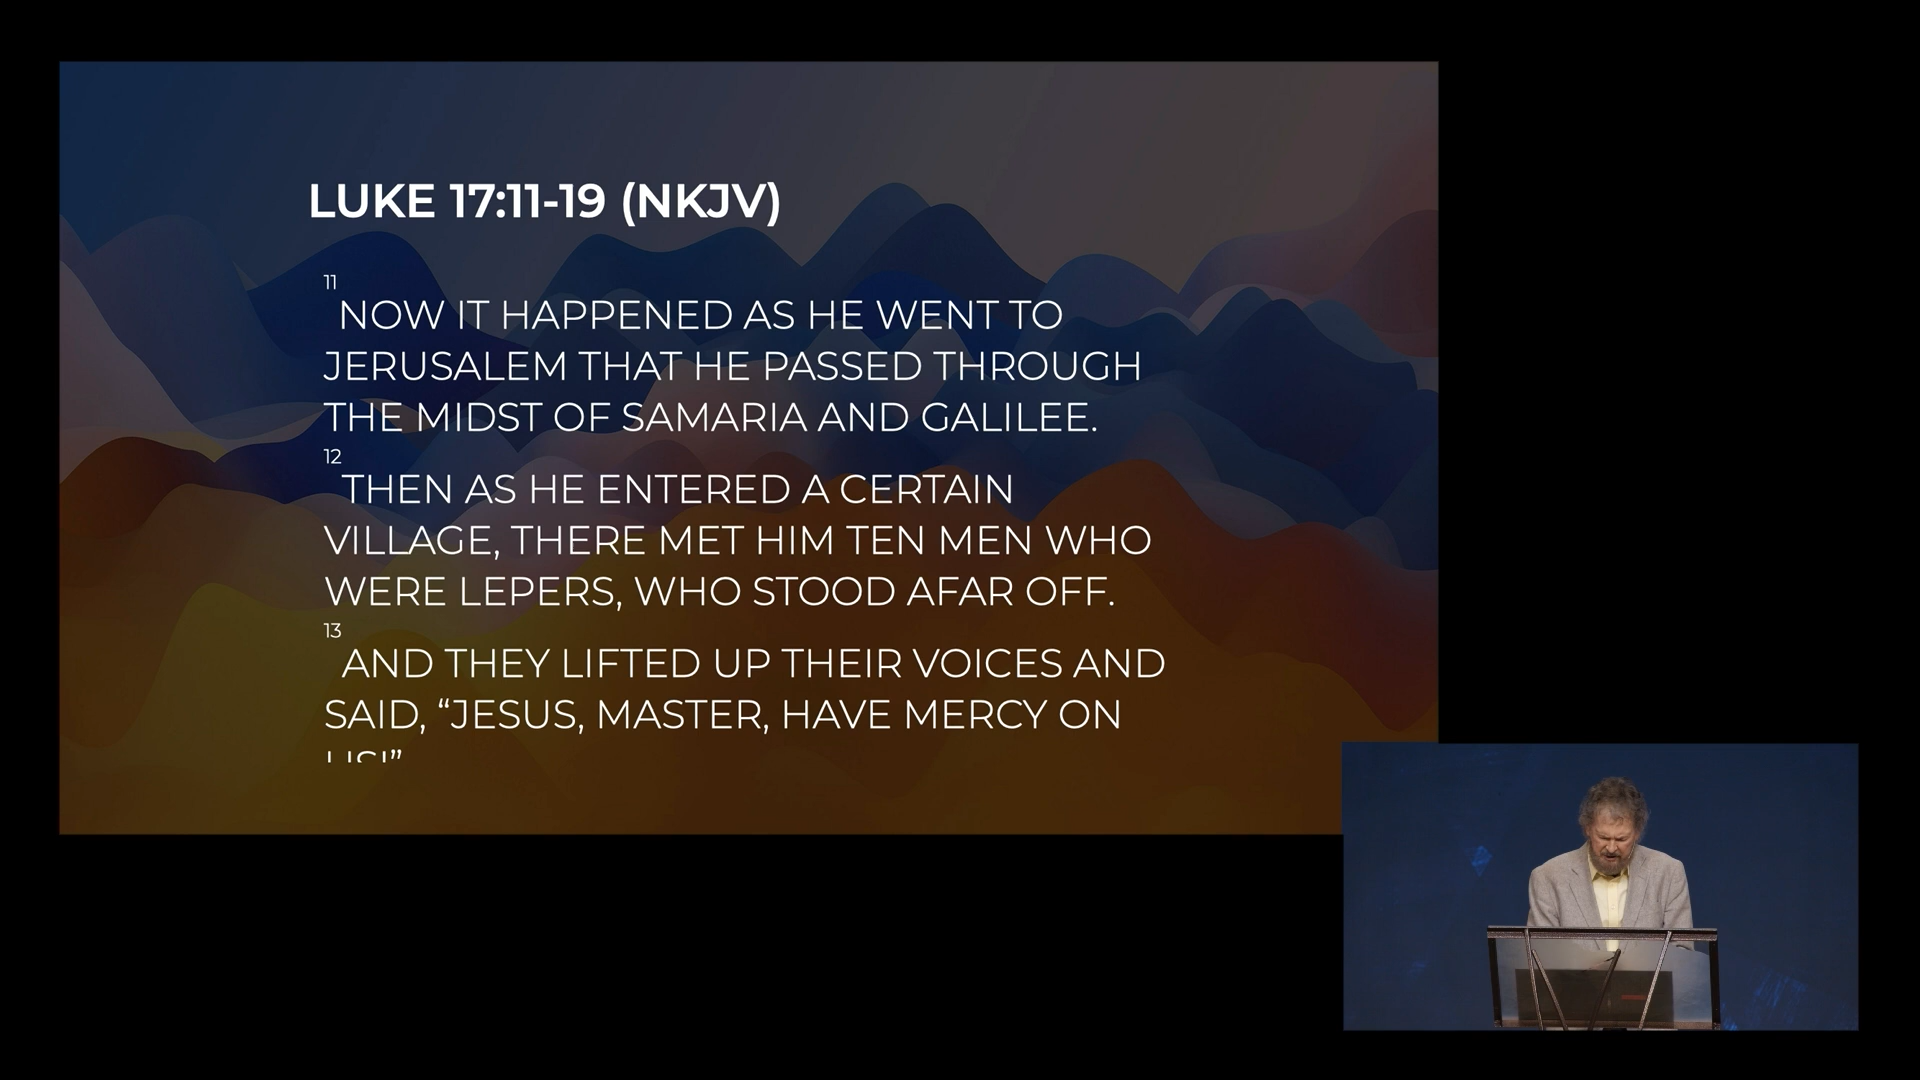 LUKE 17:11-19 (NKJV)
11
NOW IT HAPPENED AS HE WENT TO
JERUSALEM THAT HE PASSED THROUGH
THE MIDST OF SAMARIA AND GALILEE.
12
THEN AS HE ENTERED A CERTAIN
VILLAGE, THERE MET HIM TEN MEN WHO
WERE LEPERS, WHO STOOD AFAR OFF.
13
AND THEY LIFTED UP THEIR VOICES AND
SAID, “JESUS, MASTER, HAVE MERCY ON